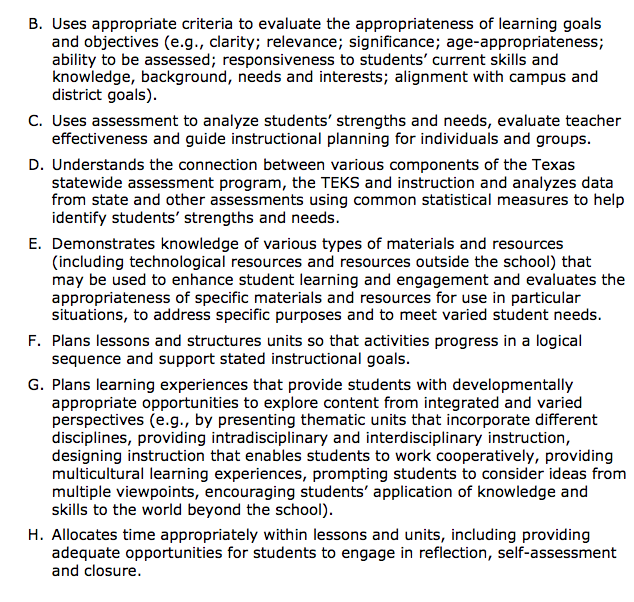 B. Uses appropriate criteria to evaluate the appropriateness of learning goals
and objectives (e.g., clarity; relevance; significance; age-appropriateness;
ability to be assessed; responsiveness to students’ current skills and
knowledge, background, needs and interests; alignment with campus and
district goals).
C. Uses assessment to analyze students’ strengths and needs, evaluate teacher
effectiveness and guide instructional planning for individuals and groups.
D. Understands the connection between various components of the Texas
statewide assessment program, the TEKS and instruction and analyzes data
from state and other assessments using common statistical measures to help
identify students’ strengths and needs.
E. Demonstrates knowledge of various types of materials and resources
(including technological resources and resources outside the school) that
may be used to enhance student learning and engagement and evaluates the
appropriateness of specific materials and resources for use in particular
situations, to address specific purposes and to meet varied student needs.
F. Plans lessons and structures units so that activities progress in a logical
sequence and support stated instructional goals.
G. Plans learning experiences that provide students with developmentally
appropriate opportunities to explore content from integrated and varied
perspectives (e.g., by presenting thematic units that incorporate different
disciplines, providing intradisciplinary and interdisciplinary instruction,
designing instruction that enables students to work cooperatively, providing
multicultural learning experiences, prompting students to consider ideas from
multiple viewpoints, encouraging students’ application of knowledge and
skills to the world beyond the school).
H. Allocates time appropriately within lessons and units, including providing
adequate opportunities for students to engage in reflection, self-assessment
and closure.